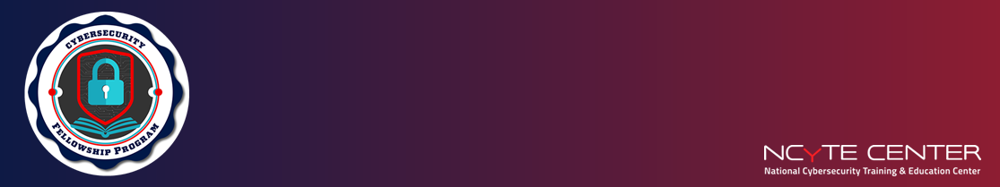 CYBERSECURITY
FELLOWSHIP PROGRAM
NCYTE CENTER
National Cybersecurity Training & Education Center